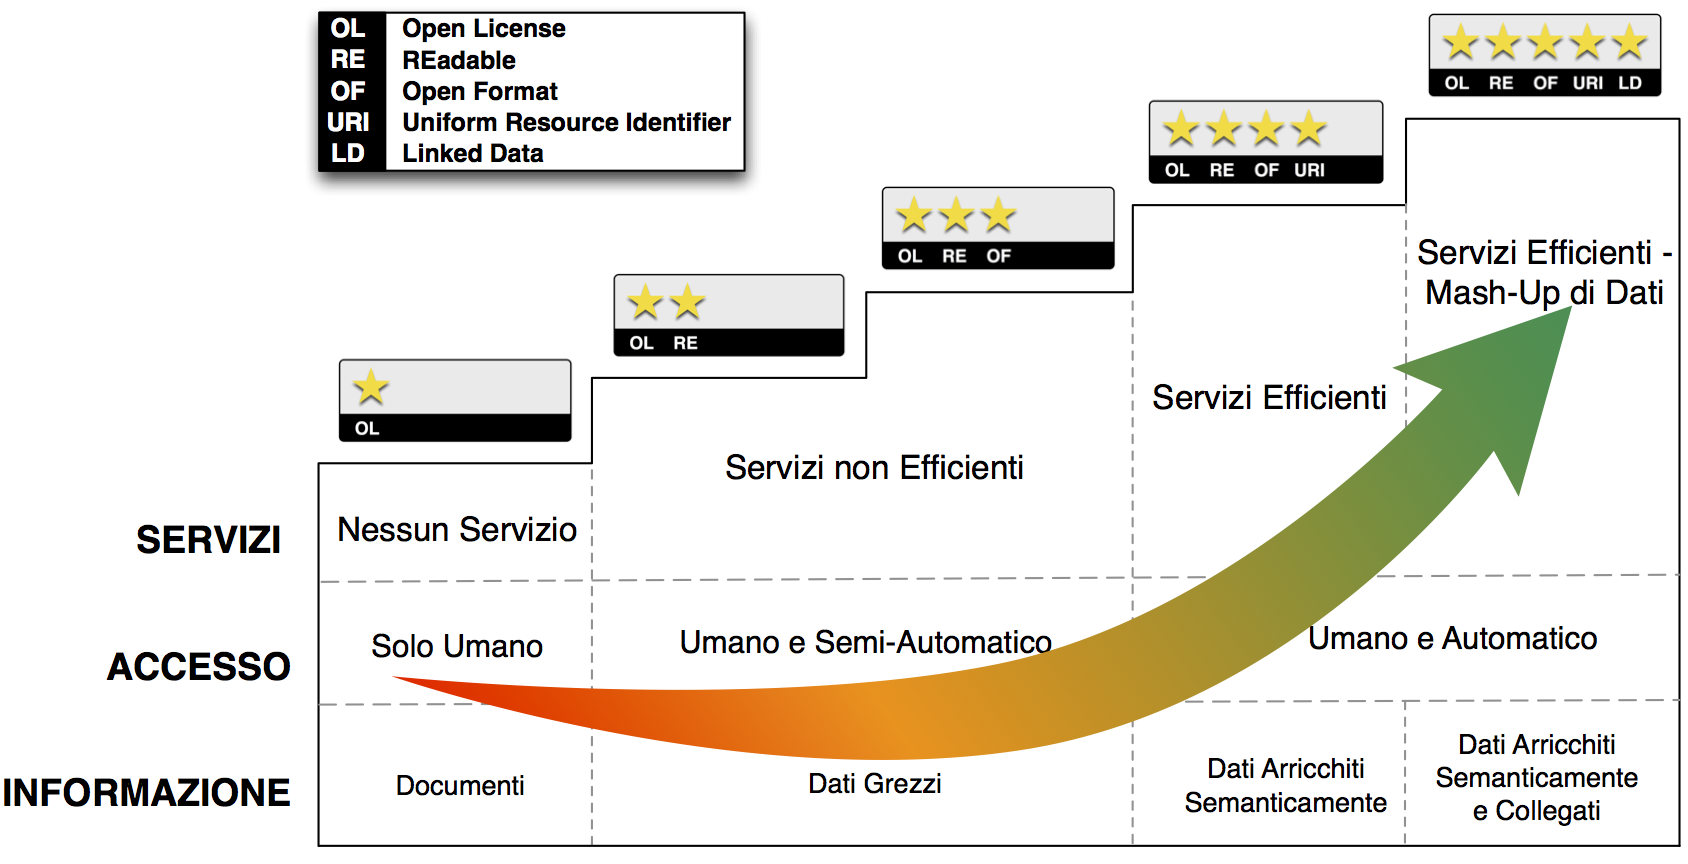 OL Open License
RE REadable
OF Open Format
URI Uniform Resource Identifier
LD Linked Data
OL RE OF URI LD
OL RE OF URI
OL RE OF
OL RE
OL
Servizi Efficienti -
Mash-Up di Dati
Servizi Efficienti
Servizi non Efficienti
SERVIZI
Nessun Servizio
ACCESSO
Solo Umano
Umano e Semi-Automatico
Umano e Automatico
INFORMAZIONE
Documenti
Dati Grezzi
Dati Arricchiti
Semanticamente
Dati Arricchiti
Semanticamente
e Collegati